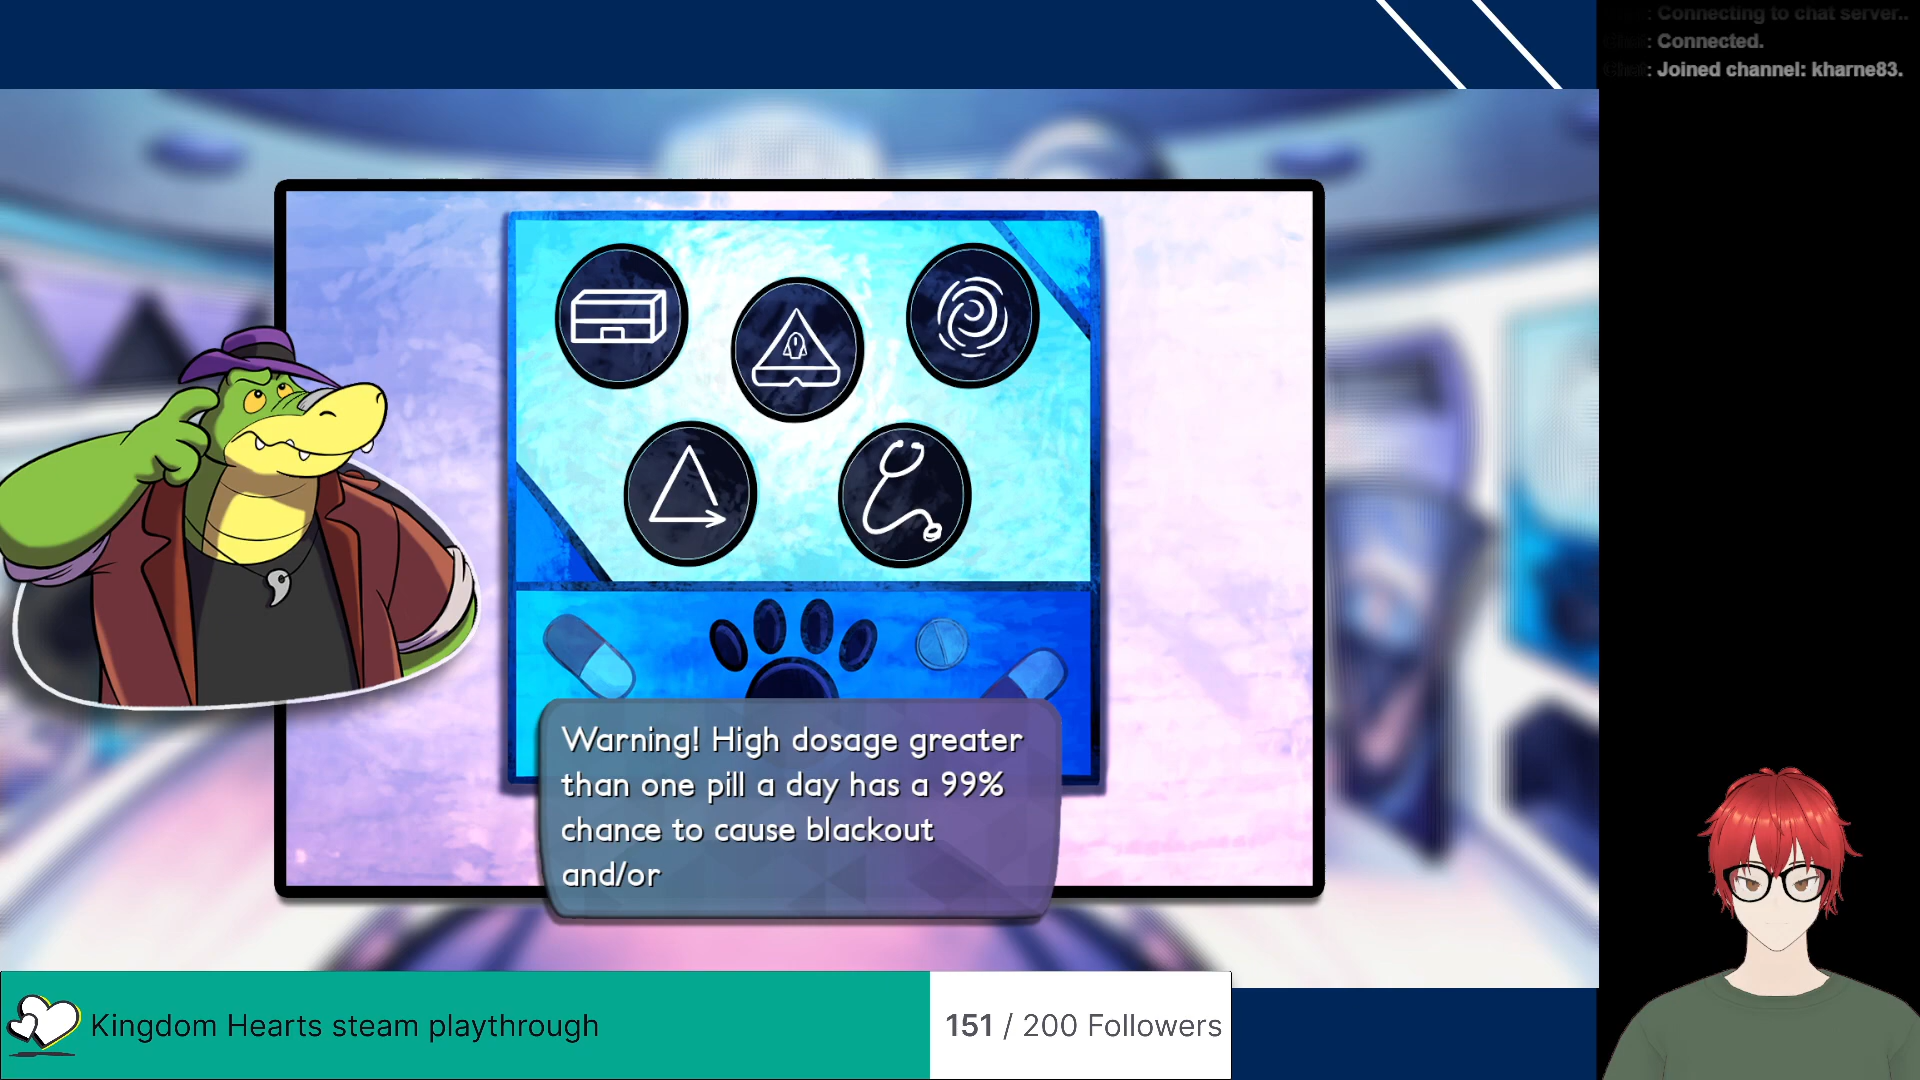 : Connecting to chat server..
: Connected.
: Joined channel: kharne83.
Warning! High dosage greater
than one pill a day has a 99%
chance to cause blackout
and/or
Kingdom Hearts steam playthrough
151 / 200 Followers